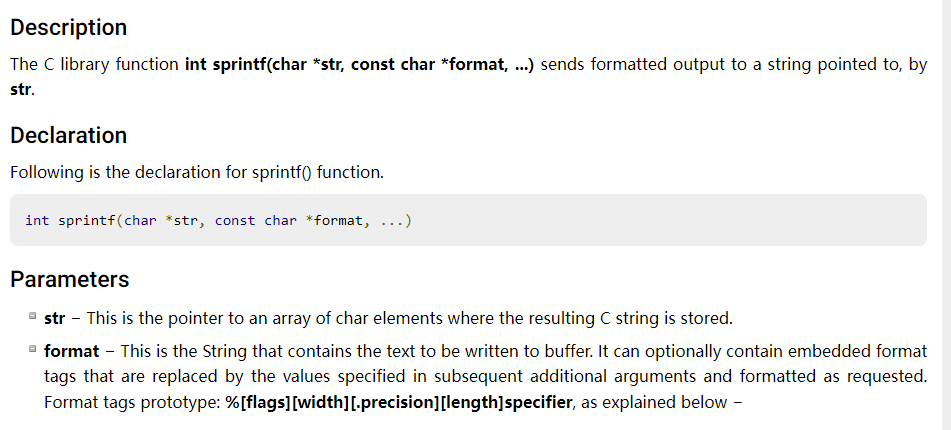 Description
The C library function int sprintf(char *str, const char *format, ...) sends formatted output to a string pointed to, by
str.
Declaration
Following is the declaration for sprintf() function.
int sprintf(char *str, const char *format, ...)
Parameters
str − This is the pointer to an array of char elements where the resulting C string is stored.
format − This is the String that contains the text to be written to buffer. It can optionally contain embedded format
tags that are replaced by the values specified in subsequent additional arguments and formatted as requested.
Format tags prototype: %[flags][width][.precision][length]specifier, as explained below −